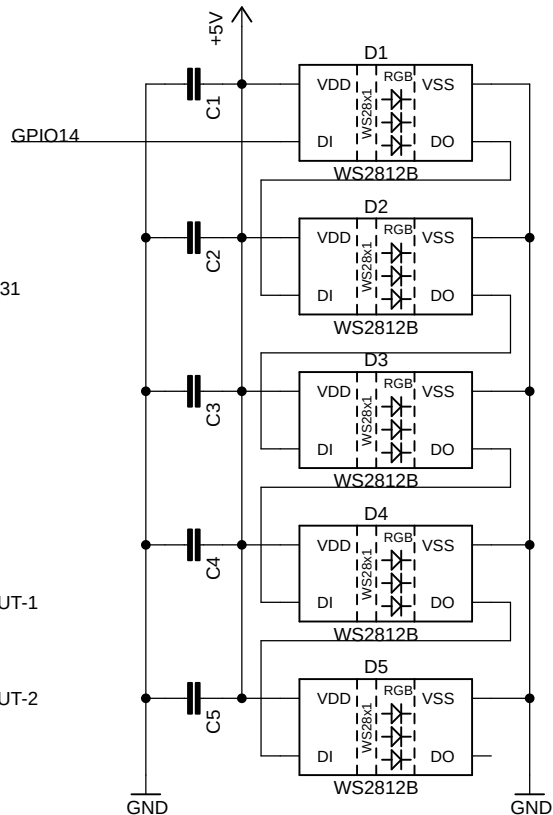 +5V
D1
C1
VDD
WS28x1
RGB
VSS
GPIO14
DI
DO
WS2812B
D2
C2
VDD
WS28x1
RGB
VSS
31
DI
DO
WS2812B
D3
C3
VDD
WS28x1
RGB
VSS
DI
DO
WS2812B
D4
C4
VDD
WS28x1
RGB
VSS
UT-1
DI
DO
WS2812B
D5
C5
VDD
WS28x1
RGB
VSS
UT-2
DI
DO
WS2812B
GND
GND